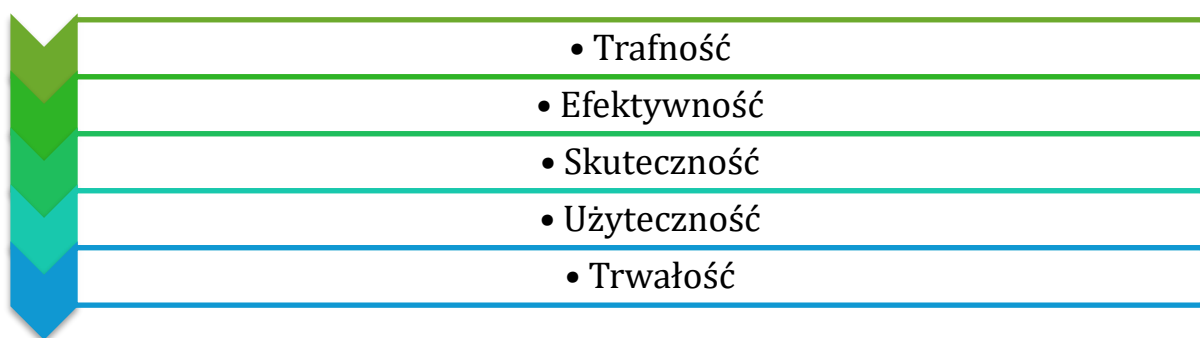 • Trafność
• Efektywność
• Skuteczność
• Użyteczność
• Trwałość